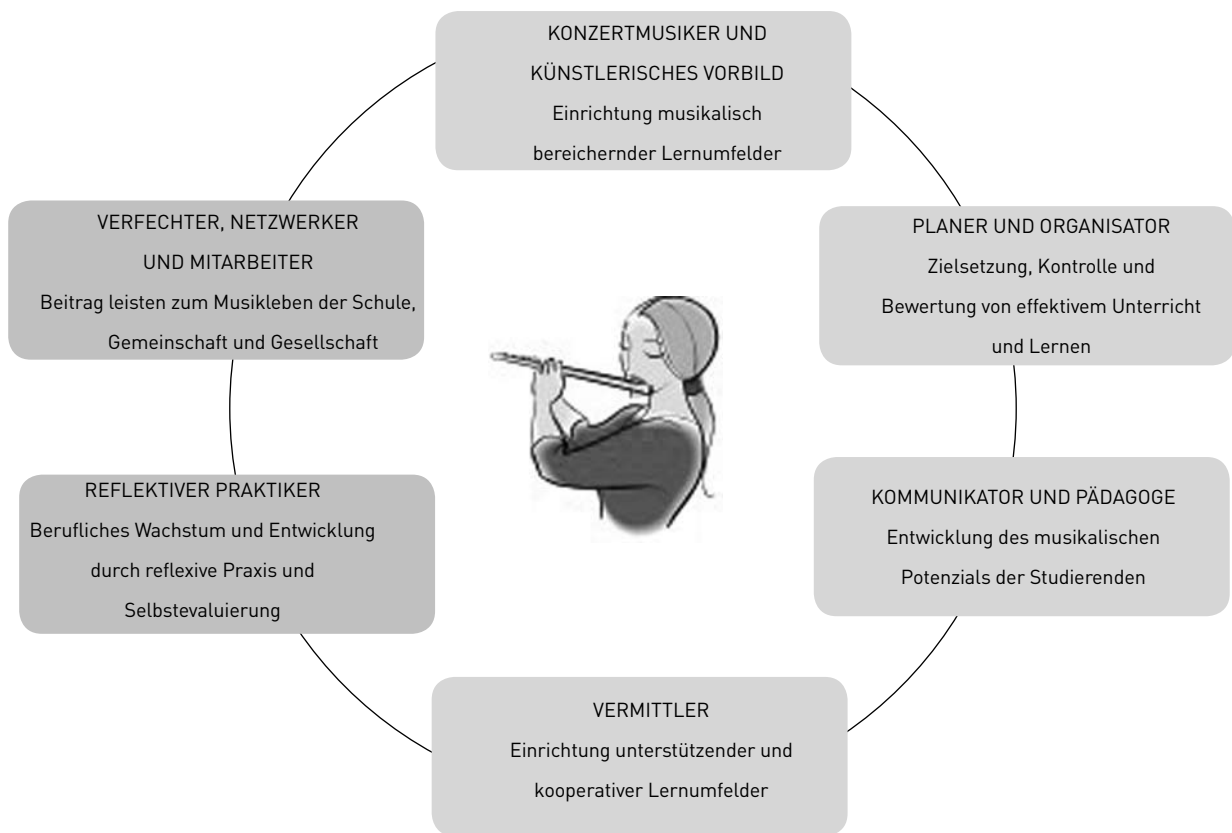 KONZERTMUSIKER UND
KÜNSTLERISCHES VORBILD
Einrichtung musikalisch
bereichernder Lernumfelder
PLANER UND ORGANISATOR
Zielsetzung, Kontrolle und
Bewertung von effektivem Unterricht
und Lernen
KOMMUNIKATOR UND PÄDAGOGE
Entwicklung des musikalischen
Potenzials der Studierenden
VERMITTLER
Einrichtung unterstützender und
kooperativer Lernumfelder
REFLEKTIVER PRAKTIKER
Berufliches Wachstum und Entwicklung
durch reflexive Praxis und
Selbstevaluierung
VERFECHTER, NETZWERKER
UND MITARBEITER
Beitrag leisten zum Musikleben der Schule,
Gemeinschaft und Gesellschaft